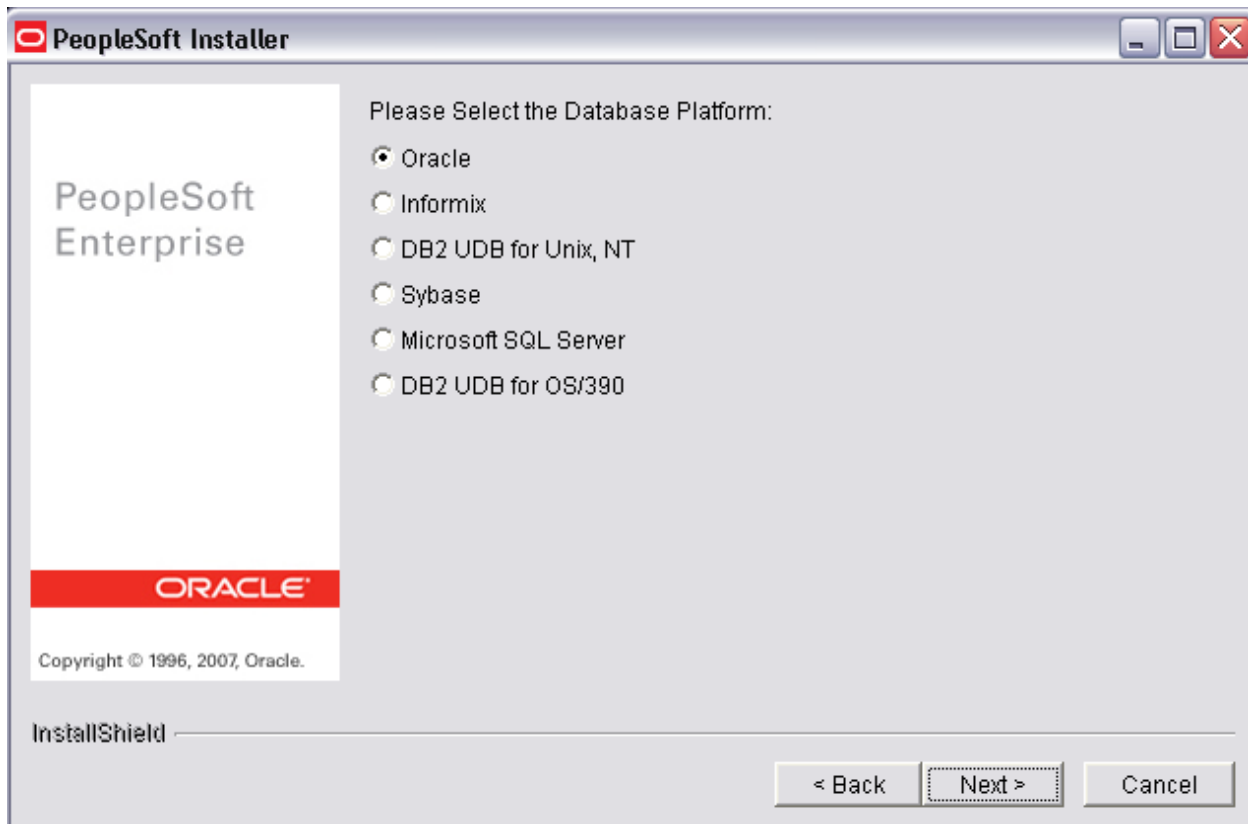 PeopleSoft Installer
PeopleSoft
Enterprise
ORACLE®
Copyright © 1996, 2007, Oracle.
Please Select the Database Platform:
Oracle
Informix
DB2 UDB for Unix, NT
Sybase
Microsoft SQL Server
DB2 UDB for OS/390
InstallShield
< Back
Next >
Cancel